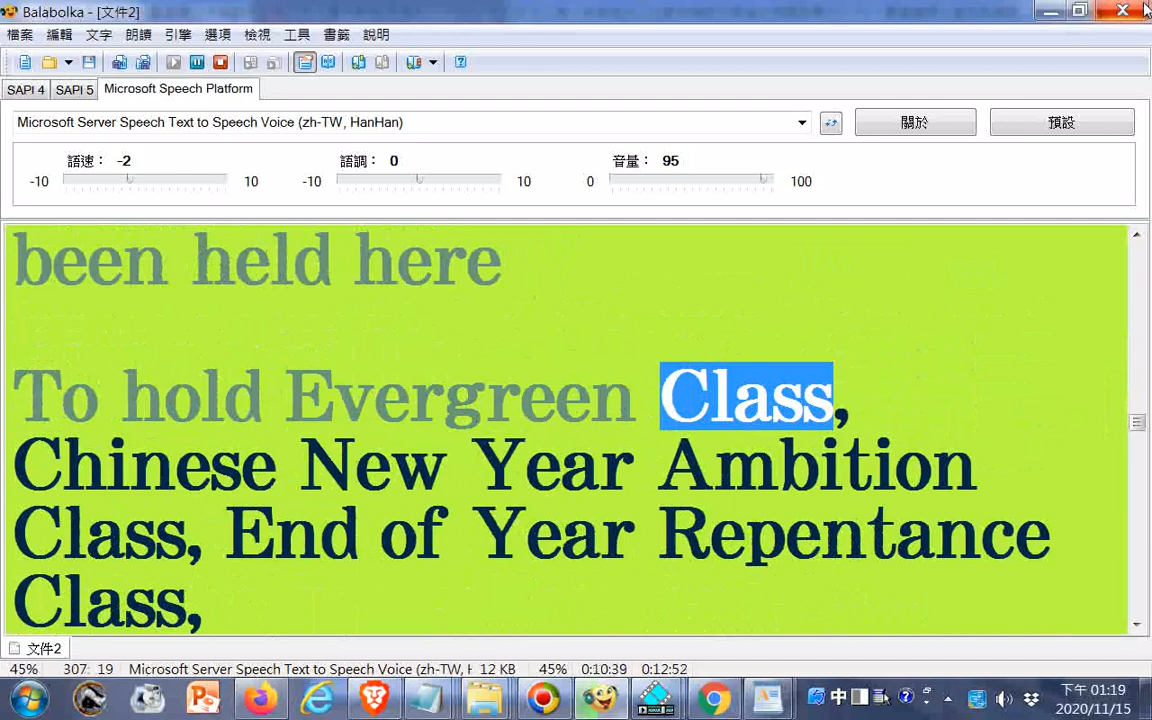 Balabolka - [文件2]
檔案 編輯 文字 朗讀 引擎 選項 檢視 工具 書籤 說明
SAPI 4 SAPI 5 Microsoft Speech Platform
Microsoft Server Speech Text to Speech Voice (zh-TW, HanHan) 關於 預設
語速： -2 語調： 0 音量： 95
-10 10 -10 10 0 100
been held here
To hold Evergreen Class,
Chinese New Year Ambition
Class, End of Year Repentance
Class,
文件2
45% 307: 19 Microsoft Server Speech Text to Speech Voice (zh-TW, H 12 KB 45% 0:10:39 0:12:52
中 下午 01:19
2020/11/15